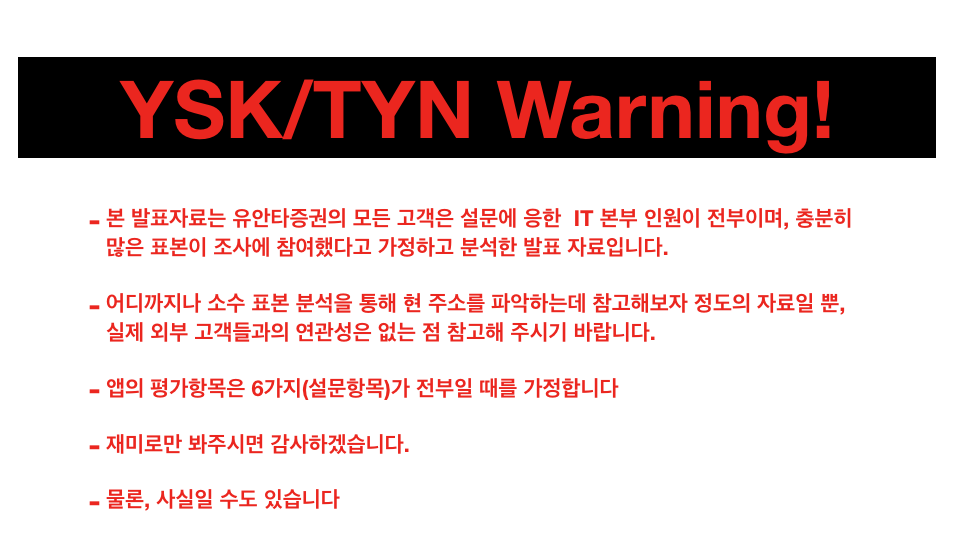 YSK/TYN Warning!
- 본 발표자료는 유안타증권의 모든 고객은 설문에 응한 IT 본부 인원이 전부이며, 충분히
많은 표본이 조사에 참여했다고 가정하고 분석한 발표 자료입니다.
- 어디까지나 소수 표본 분석을 통해 현 주소를 파악하는데 참고해보자 정도의 자료일 뿐,
실제 외부 고객들과의 연관성은 없는 점 참고해 주시기 바랍니다.
- 앱의 평가항목은 6가지(설문항목)가 전부일 때를 가정합니다
- 재미로만 봐주시면 감사하겠습니다.
- 물론, 사실일 수도 있습니다